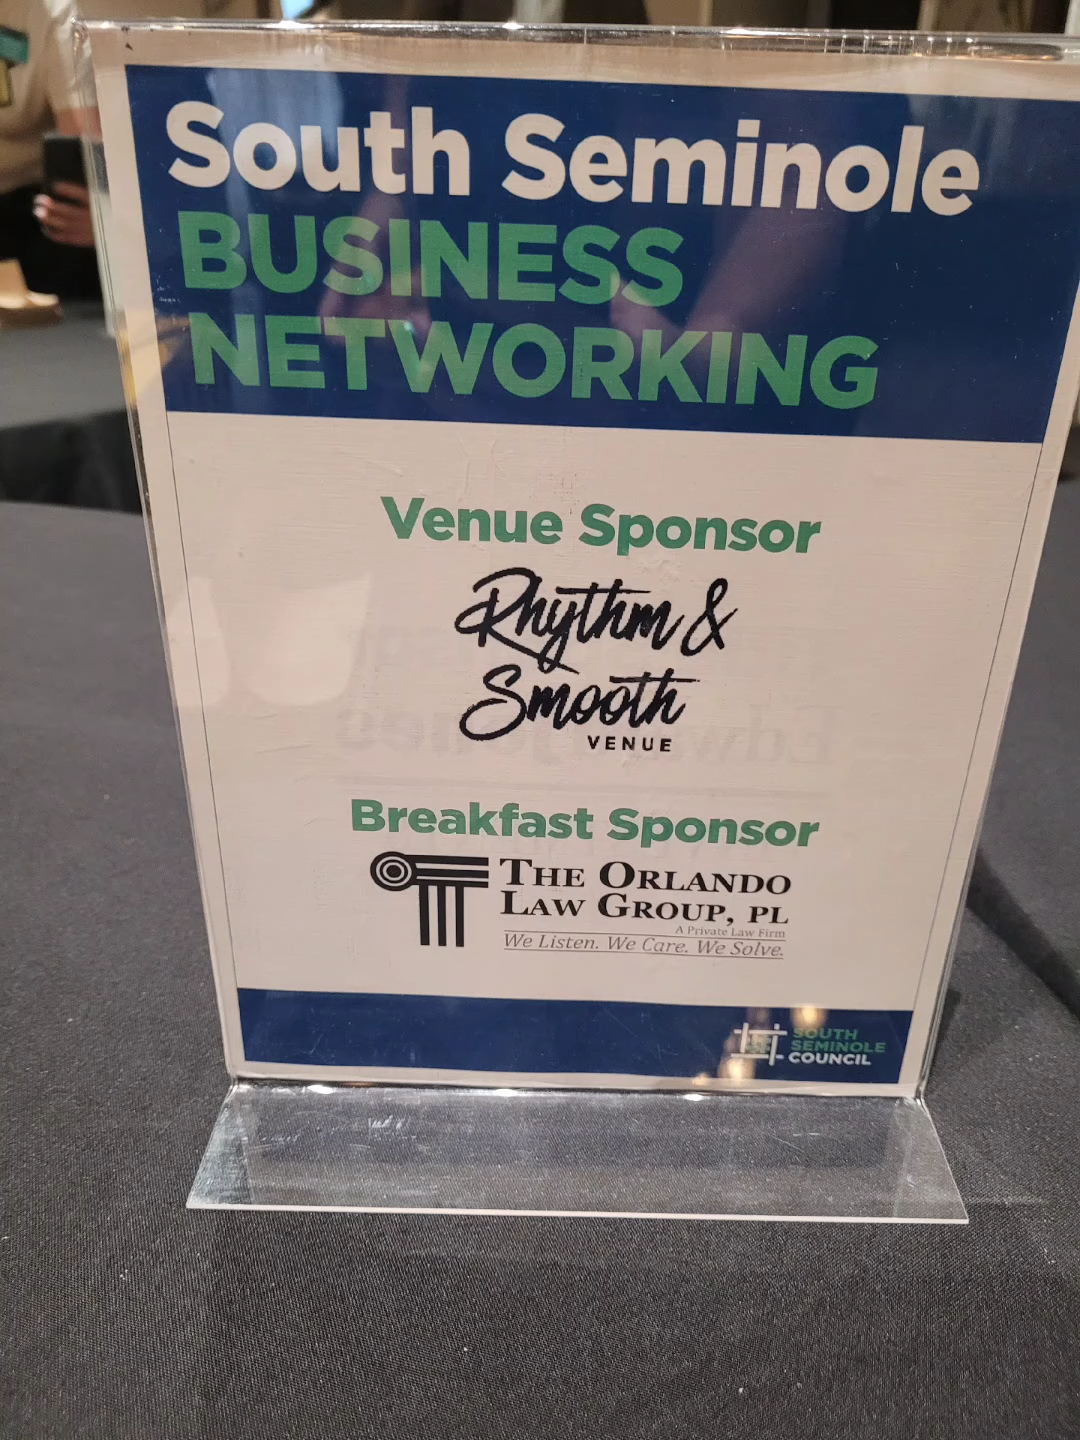 South Seminole
BUSINESS
NETWORKING
Venue Sponsor
Rhythm &
Smooth
VENUE
Breakfast Sponsor
THE ORLANDO
LAW GROUP, PL
A Private Law Firm
We Listen. We Care. We Solve.
SOUTH
SEMINOLE
COUNCIL